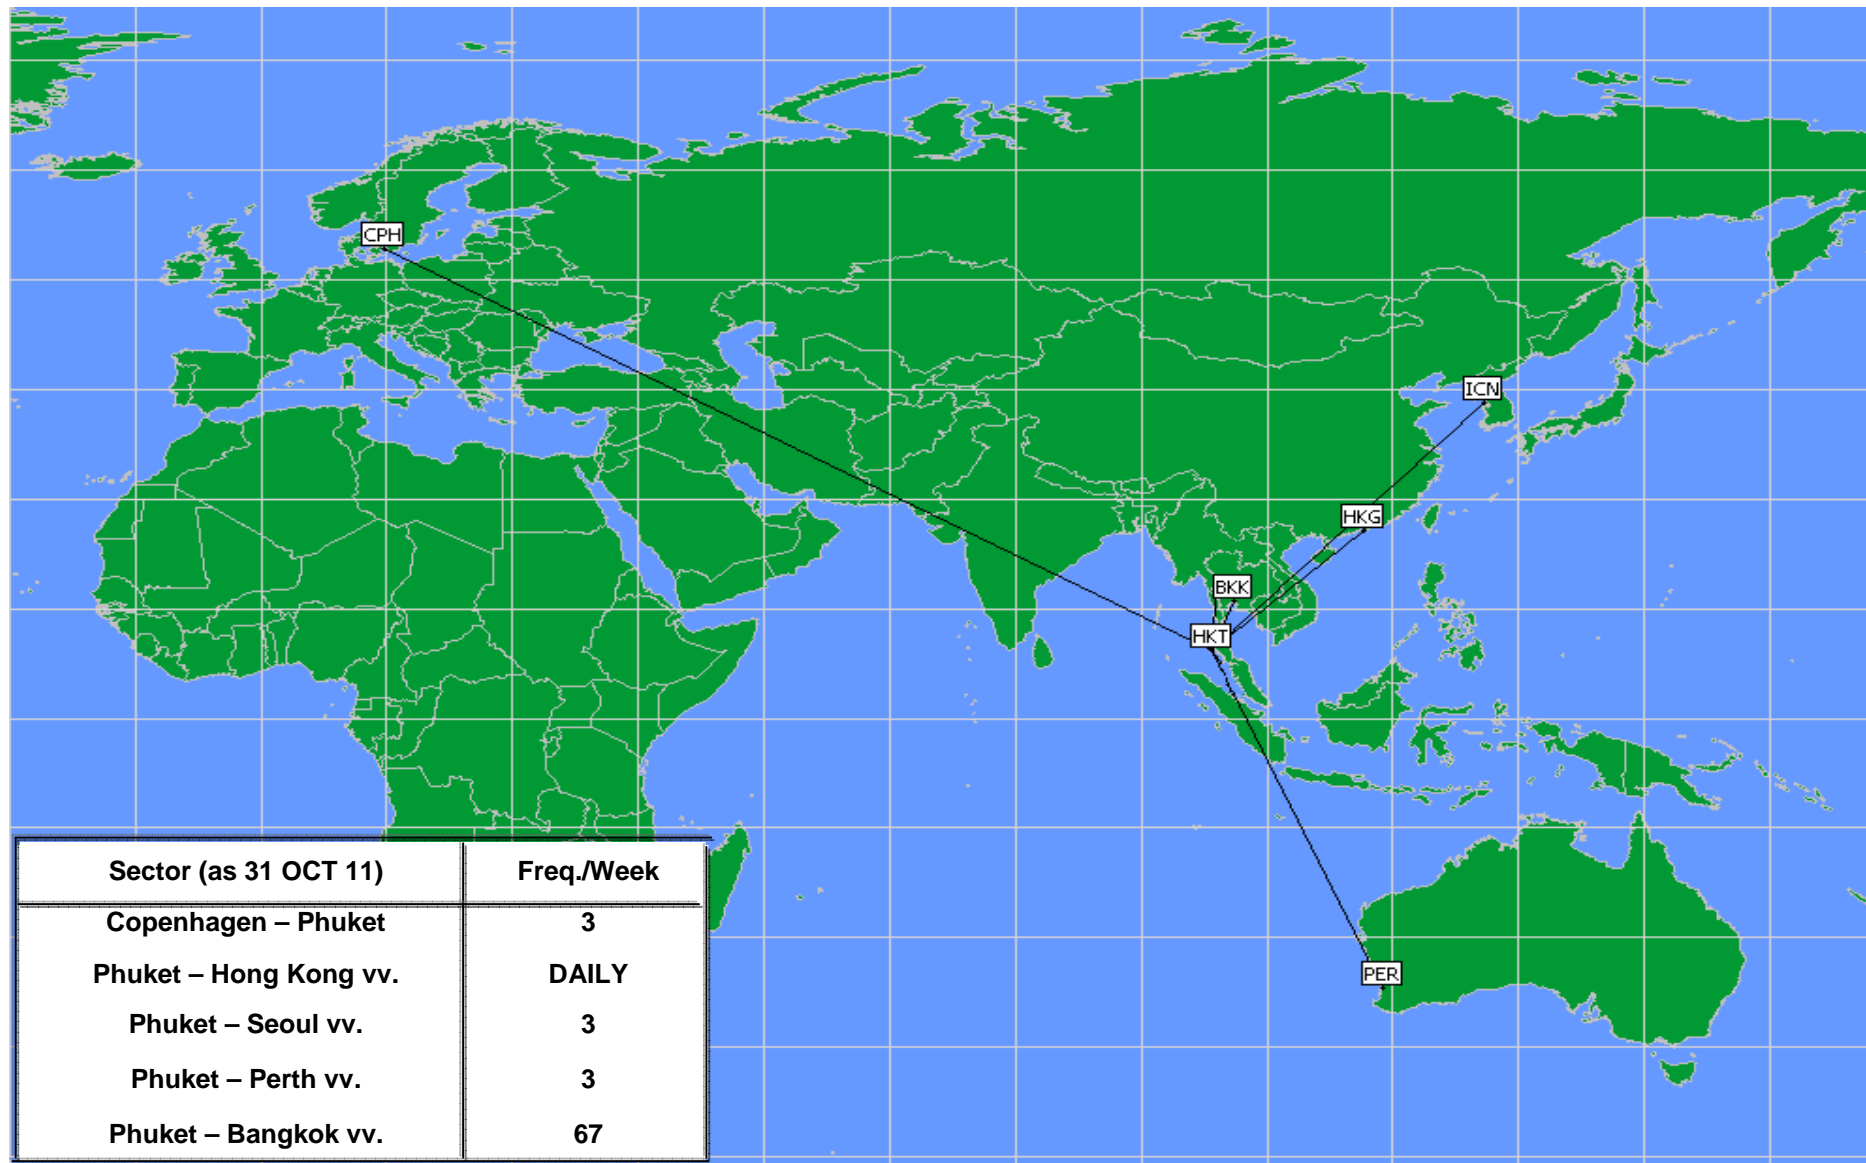 CPH
ICN
HKG
BKK
HKT
PER
Sector (as 31 OCT 11) Freq./Week
Copenhagen – Phuket 3
Phuket – Hong Kong vv. DAILY
Phuket – Seoul vv. 3
Phuket – Perth vv. 3
Phuket – Bangkok vv. 67